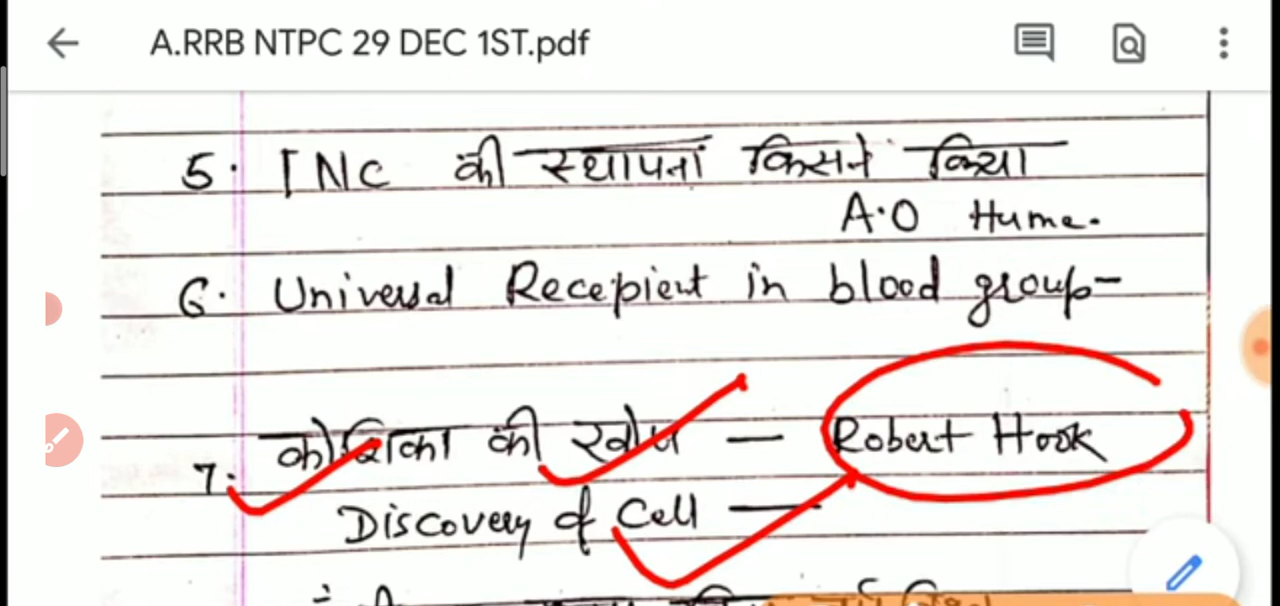 A.RRB NTPC 29 DEC 1ST.pdf
5. INC की स्थापना किसने किया
A.O Hume.
6. Universal Recepient in blood group-
7. कोशिका की खोज — Robert Hook
Discovery of Cell —